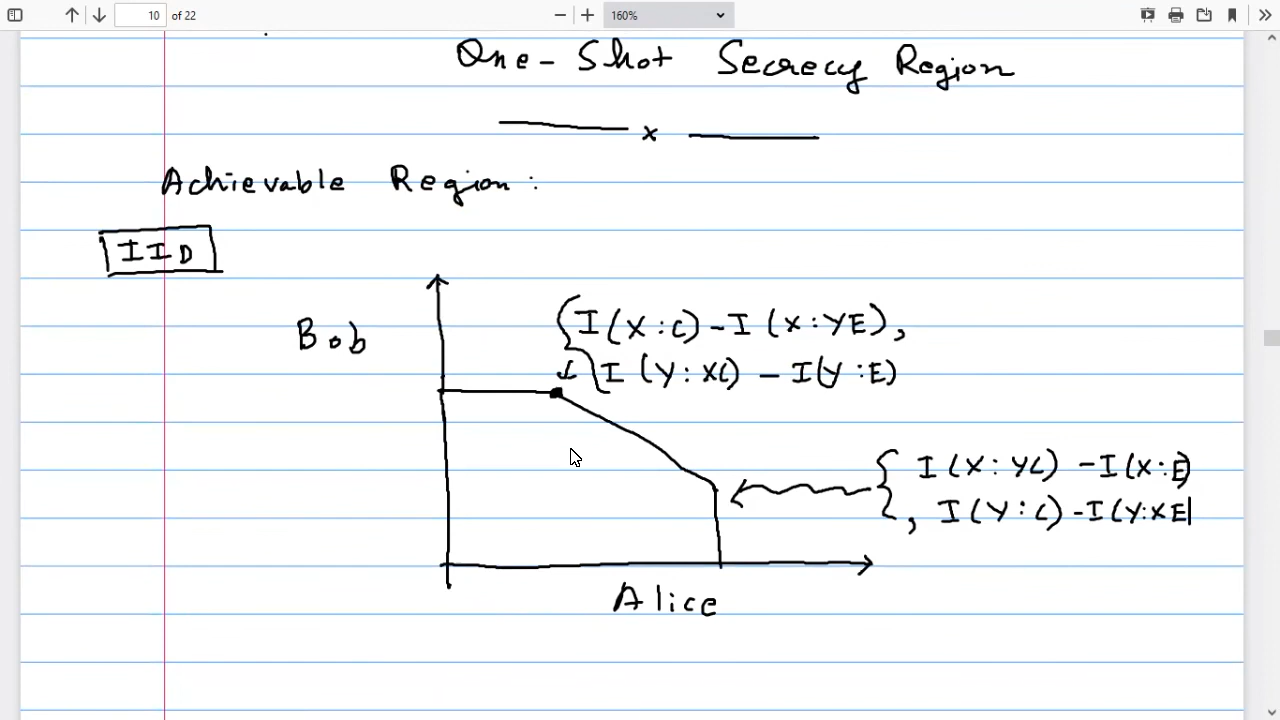 10 of 22
160%
One-Shot Secrecy Region
x
Achievable Region:
IID
Bob
{I(X:C) - I(X:YE),
I(Y:XC) - I(Y:E)
{ I(X:YC) - I(X:E)
, I(Y:C) - I(Y:XE)
Alice